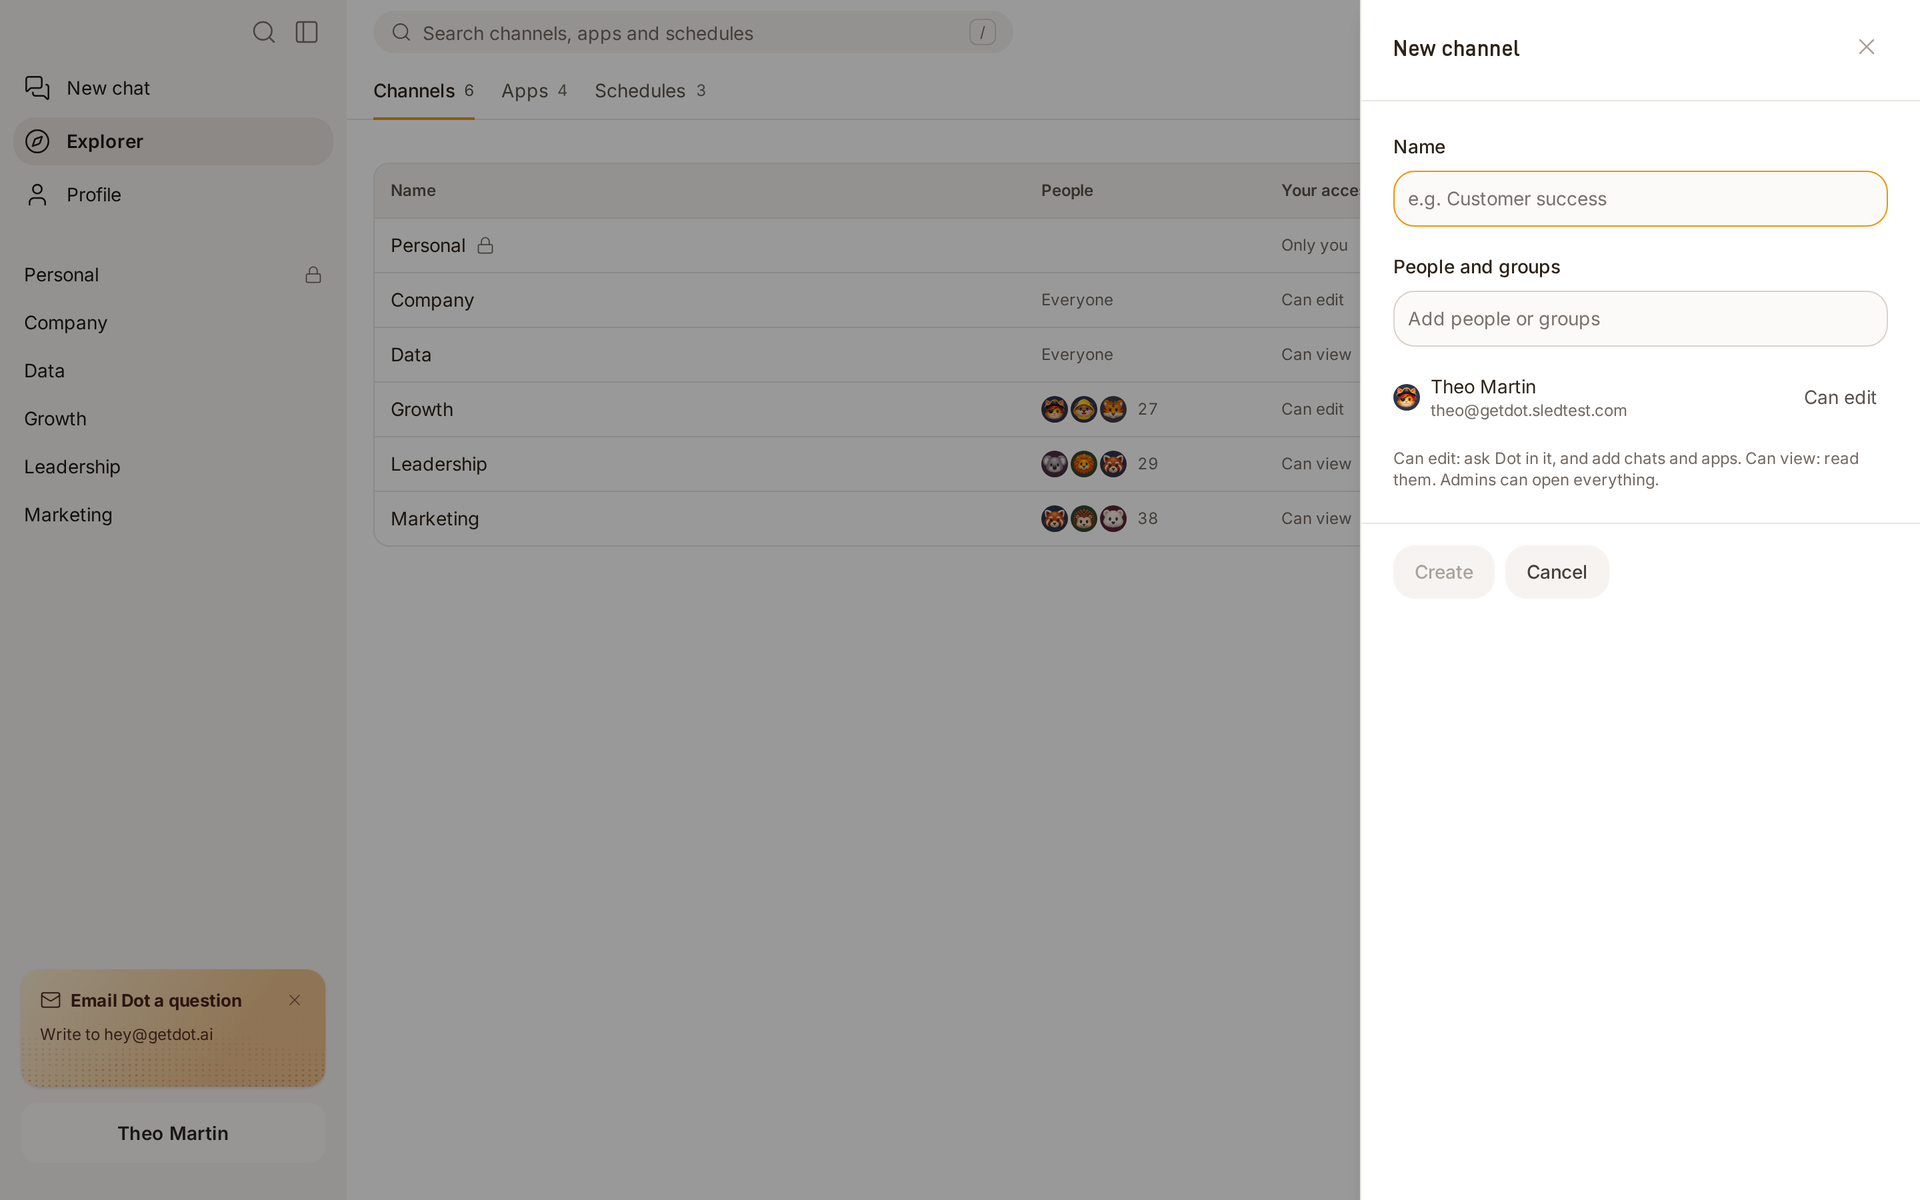 New chat
Explorer
Profile
Personal
Company
Data
Growth
Leadership
Marketing
Email Dot a question
Write to hey@getdot.ai
Theo Martin
Search channels, apps and schedules /
Channels 6 Apps 4 Schedules 3
Name People Your acce
Personal Only you
Company Everyone Can edit
Data Everyone Can view
Growth 27 Can edit
Leadership 29 Can view
Marketing 38 Can view
New channel
Name
e.g. Customer success
People and groups
Add people or groups
Theo Martin
theo@getdot.sledtest.com
Can edit
Can edit: ask Dot in it, and add chats and apps. Can view: read
them. Admins can open everything.
Create Cancel